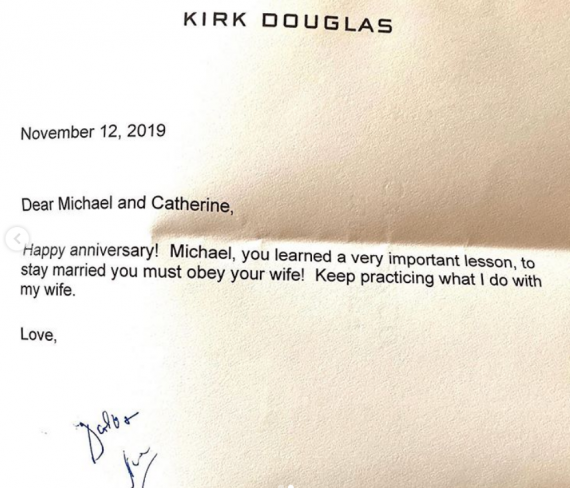 KIRK DOUGLAS
November 12, 2019
Dear Michael and Catherine,
Happy anniversary!  Michael, you learned a very important lesson, to
stay married you must obey your wife!  Keep practicing what I do with
my wife.
Love,